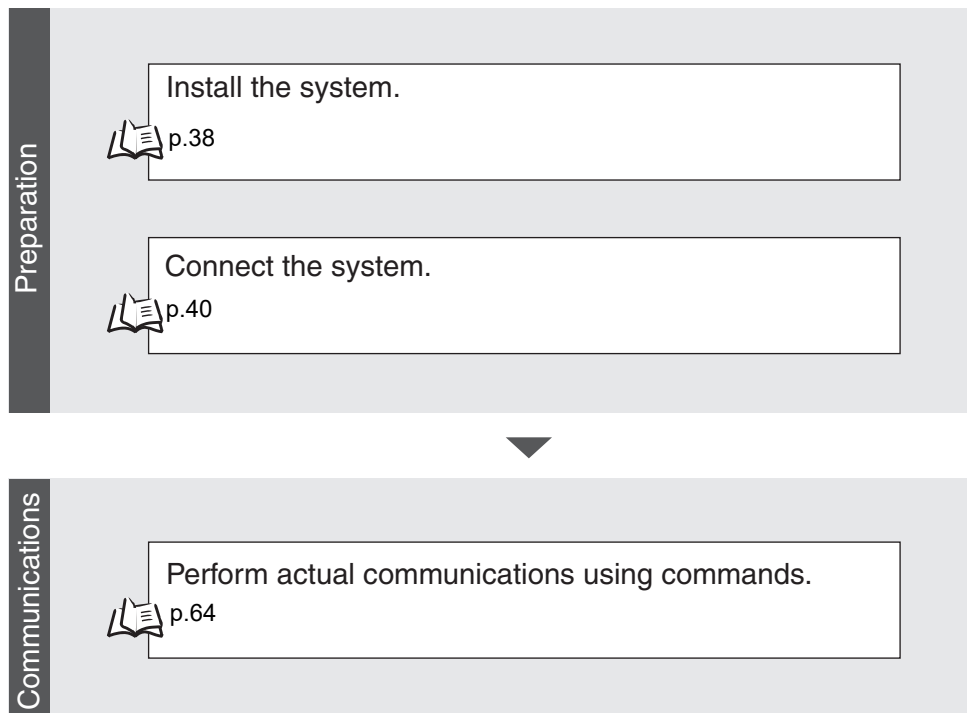 Preparation
Install the system.
p.38
Connect the system.
p.40
Communications
Perform actual communications using commands.
p.64